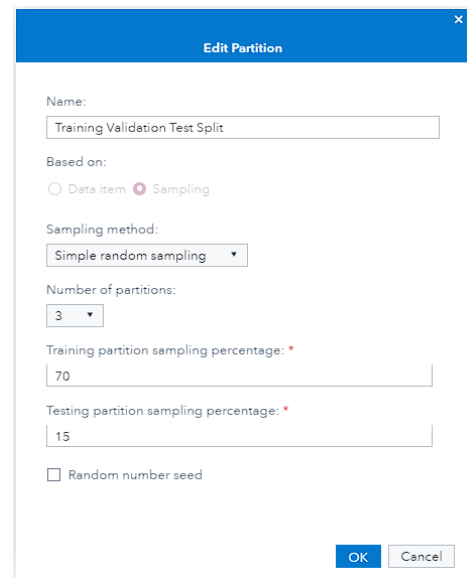 Edit Partition
Name:
Training Validation Test Split
Based on:
Data item Sampling
Sampling method:
Simple random sampling
Number of partitions:
3
Training partition sampling percentage: *
70
Testing partition sampling percentage: *
15
Random number seed
OK Cancel